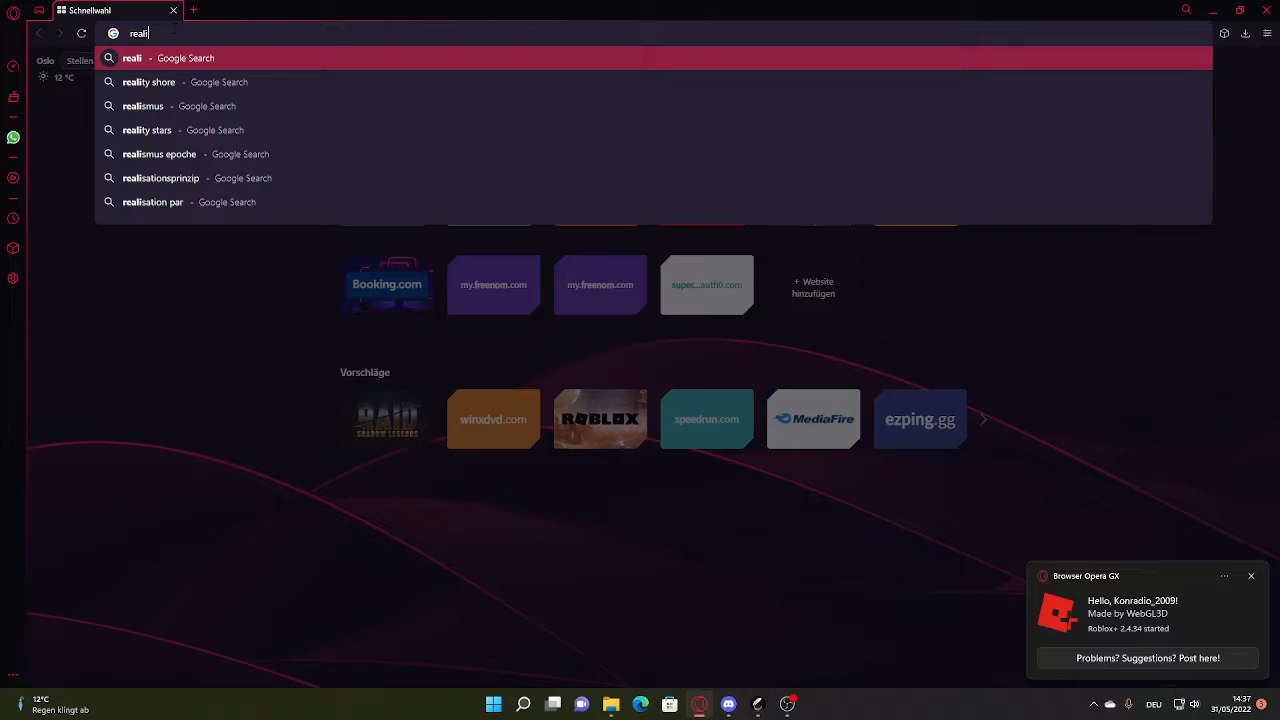 Schnellwahl
reali
Oslo Stellen
12 °C
reali - Google Search
reality shore - Google Search
realismus - Google Search
reality stars - Google Search
realismus epoche - Google Search
realisationsprinzip - Google Search
realisation par - Google Search
Booking.com
my.freenom.com
my.freenom.com
super...auth0.com
+ Website
hinzufügen
Vorschläge
RAID
SHADOW LEGENDS
winxdvd.com
ROBLOX
speedrun.com
MediaFire
ezping.gg
Browser Opera GX
Hello, Konradio_2009!
Made by WebGL3D
Roblox+ 2.4.34 started
Problems? Suggestions? Post here!
12°C
Regen klingt ab
DEU
14:37
31/05/2022
3